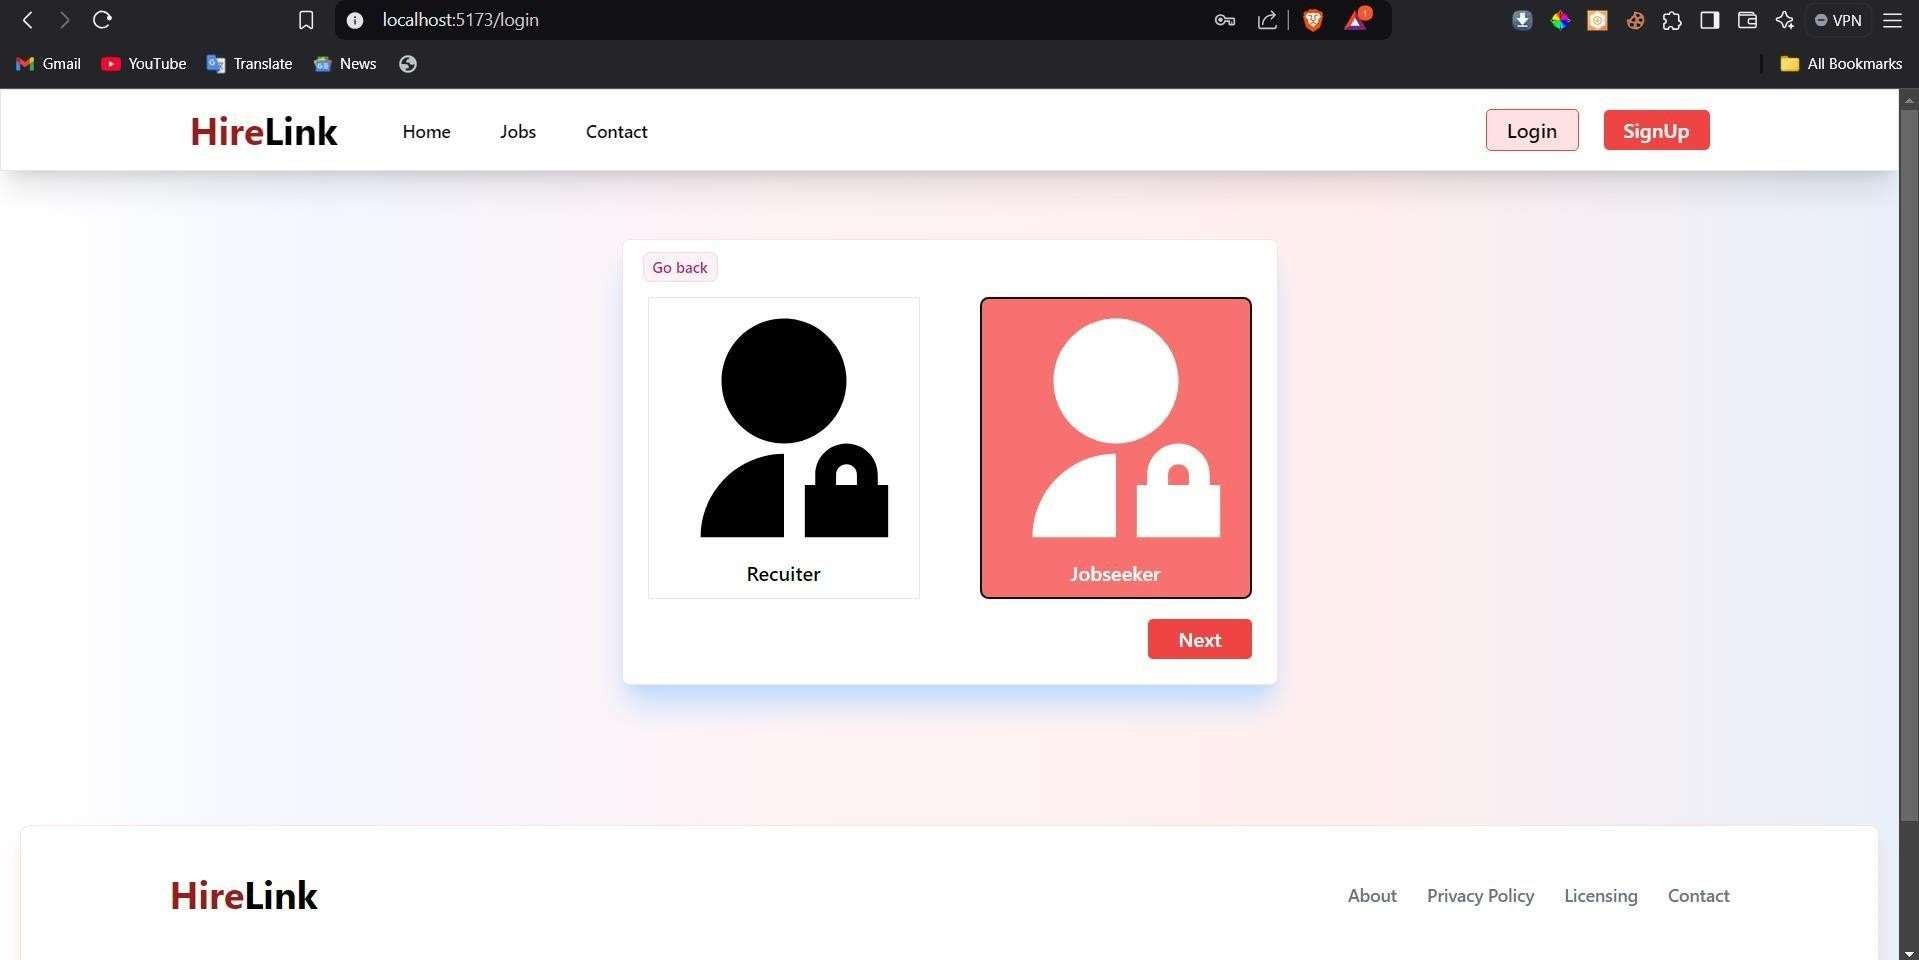 localhost:5173/login
VPN
Gmail YouTube Translate News All Bookmarks
HireLink Home Jobs Contact Login SignUp
Go back
Recuiter Jobseeker
Next
HireLink About Privacy Policy Licensing Contact